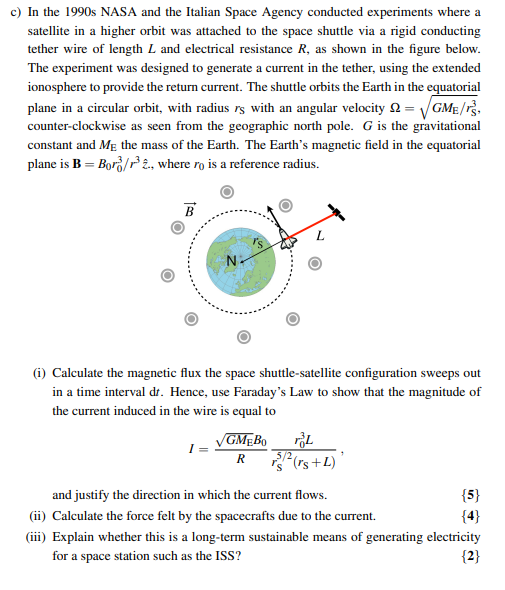 c) In the 1990s NASA and the Italian Space Agency conducted experiments where a
satellite in a higher orbit was attached to the space shuttle via a rigid conducting
tether wire of length L and electrical resistance R, as shown in the figure below.
The experiment was designed to generate a current in the tether, using the extended
ionosphere to provide the return current. The shuttle orbits the Earth in the equatorial
plane in a circular orbit, with radius r_S with an angular velocity Ω = √(GM_E/r_S^3),
counter-clockwise as seen from the geographic north pole. G is the gravitational
constant and M_E the mass of the Earth. The Earth's magnetic field in the equatorial
plane is B = B_0 r_0^3/r^3 ẑ, where r_0 is a reference radius.
B⃗
r_S
L
N
(i) Calculate the magnetic flux the space shuttle-satellite configuration sweeps out
in a time interval dt. Hence, use Faraday's Law to show that the magnitude of
the current induced in the wire is equal to
I = (√(GM_E) B_0 / R) (r_0^3 L / (r_S^{5/2} (r_S + L))),
and justify the direction in which the current flows. {5}
(ii) Calculate the force felt by the spacecrafts due to the current. {4}
(iii) Explain whether this is a long-term sustainable means of generating electricity
for a space station such as the ISS? {2}